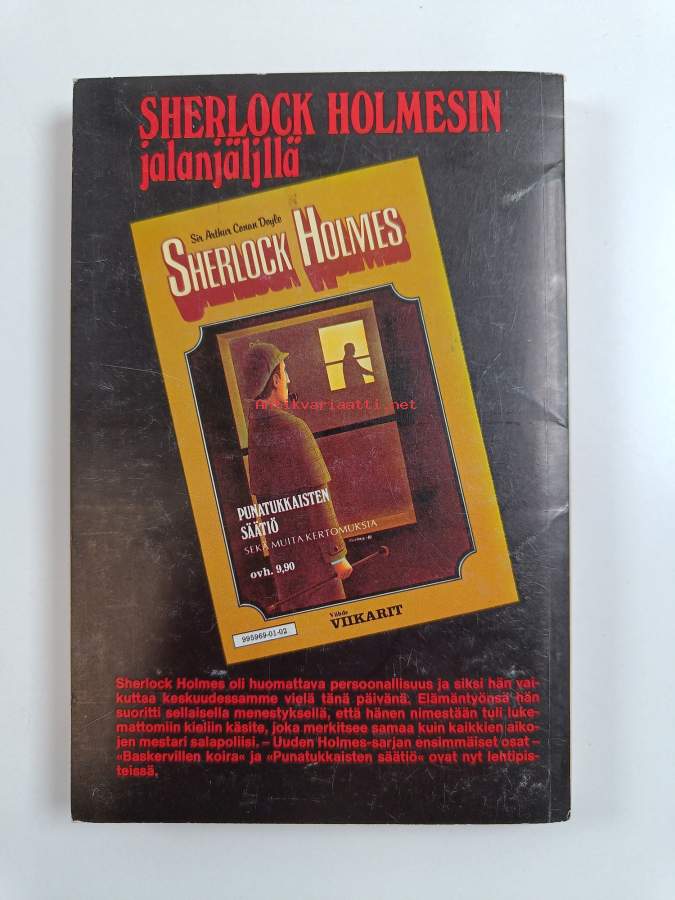 SHERLOCK HOLMESIN
jalanjäljillä
Sir Arthur Conan Doyle
SHERLOCK HOLMES
Antikvariaatti.net
PUNATUKKAISTEN
SÄÄTIÖ
SEKÄ MUITA KERTOMUKSIA
ovh. 9,90
Viihde
VIIKARIT
995969-01-02
Sherlock Holmes oli huomattava persoonallisuus ja siksi hän vai-
kuttaa keskuudessamme vielä tänä päivänä. Elämäntyönsä hän
suoritti sellaisella menestyksellä, että hänen nimestään tuli luke-
mattomiin kieliin käsite, joka merkitsee samaa kuin kaikkien aiko-
jen mestari salapoliisi. – Uuden Holmes-sarjan ensimmäiset osat –
«Baskervillen koira« ja «Punatukkaisten säätiö« ovat nyt lehtipis-
teissä.